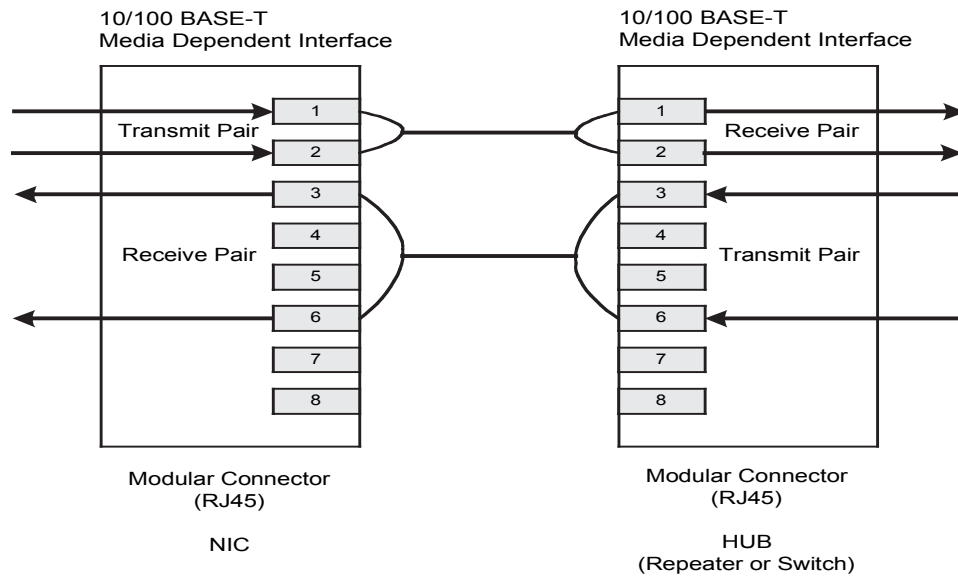 10/100 BASE-T
Media Dependent Interface
1
Transmit Pair
2
3
4
Receive Pair
5
6
7
8
Modular Connector
(RJ45)
NIC
10/100 BASE-T
Media Dependent Interface
1
Receive Pair
2
3
4
Transmit Pair
5
6
7
8
Modular Connector
(RJ45)
HUB
(Repeater or Switch)